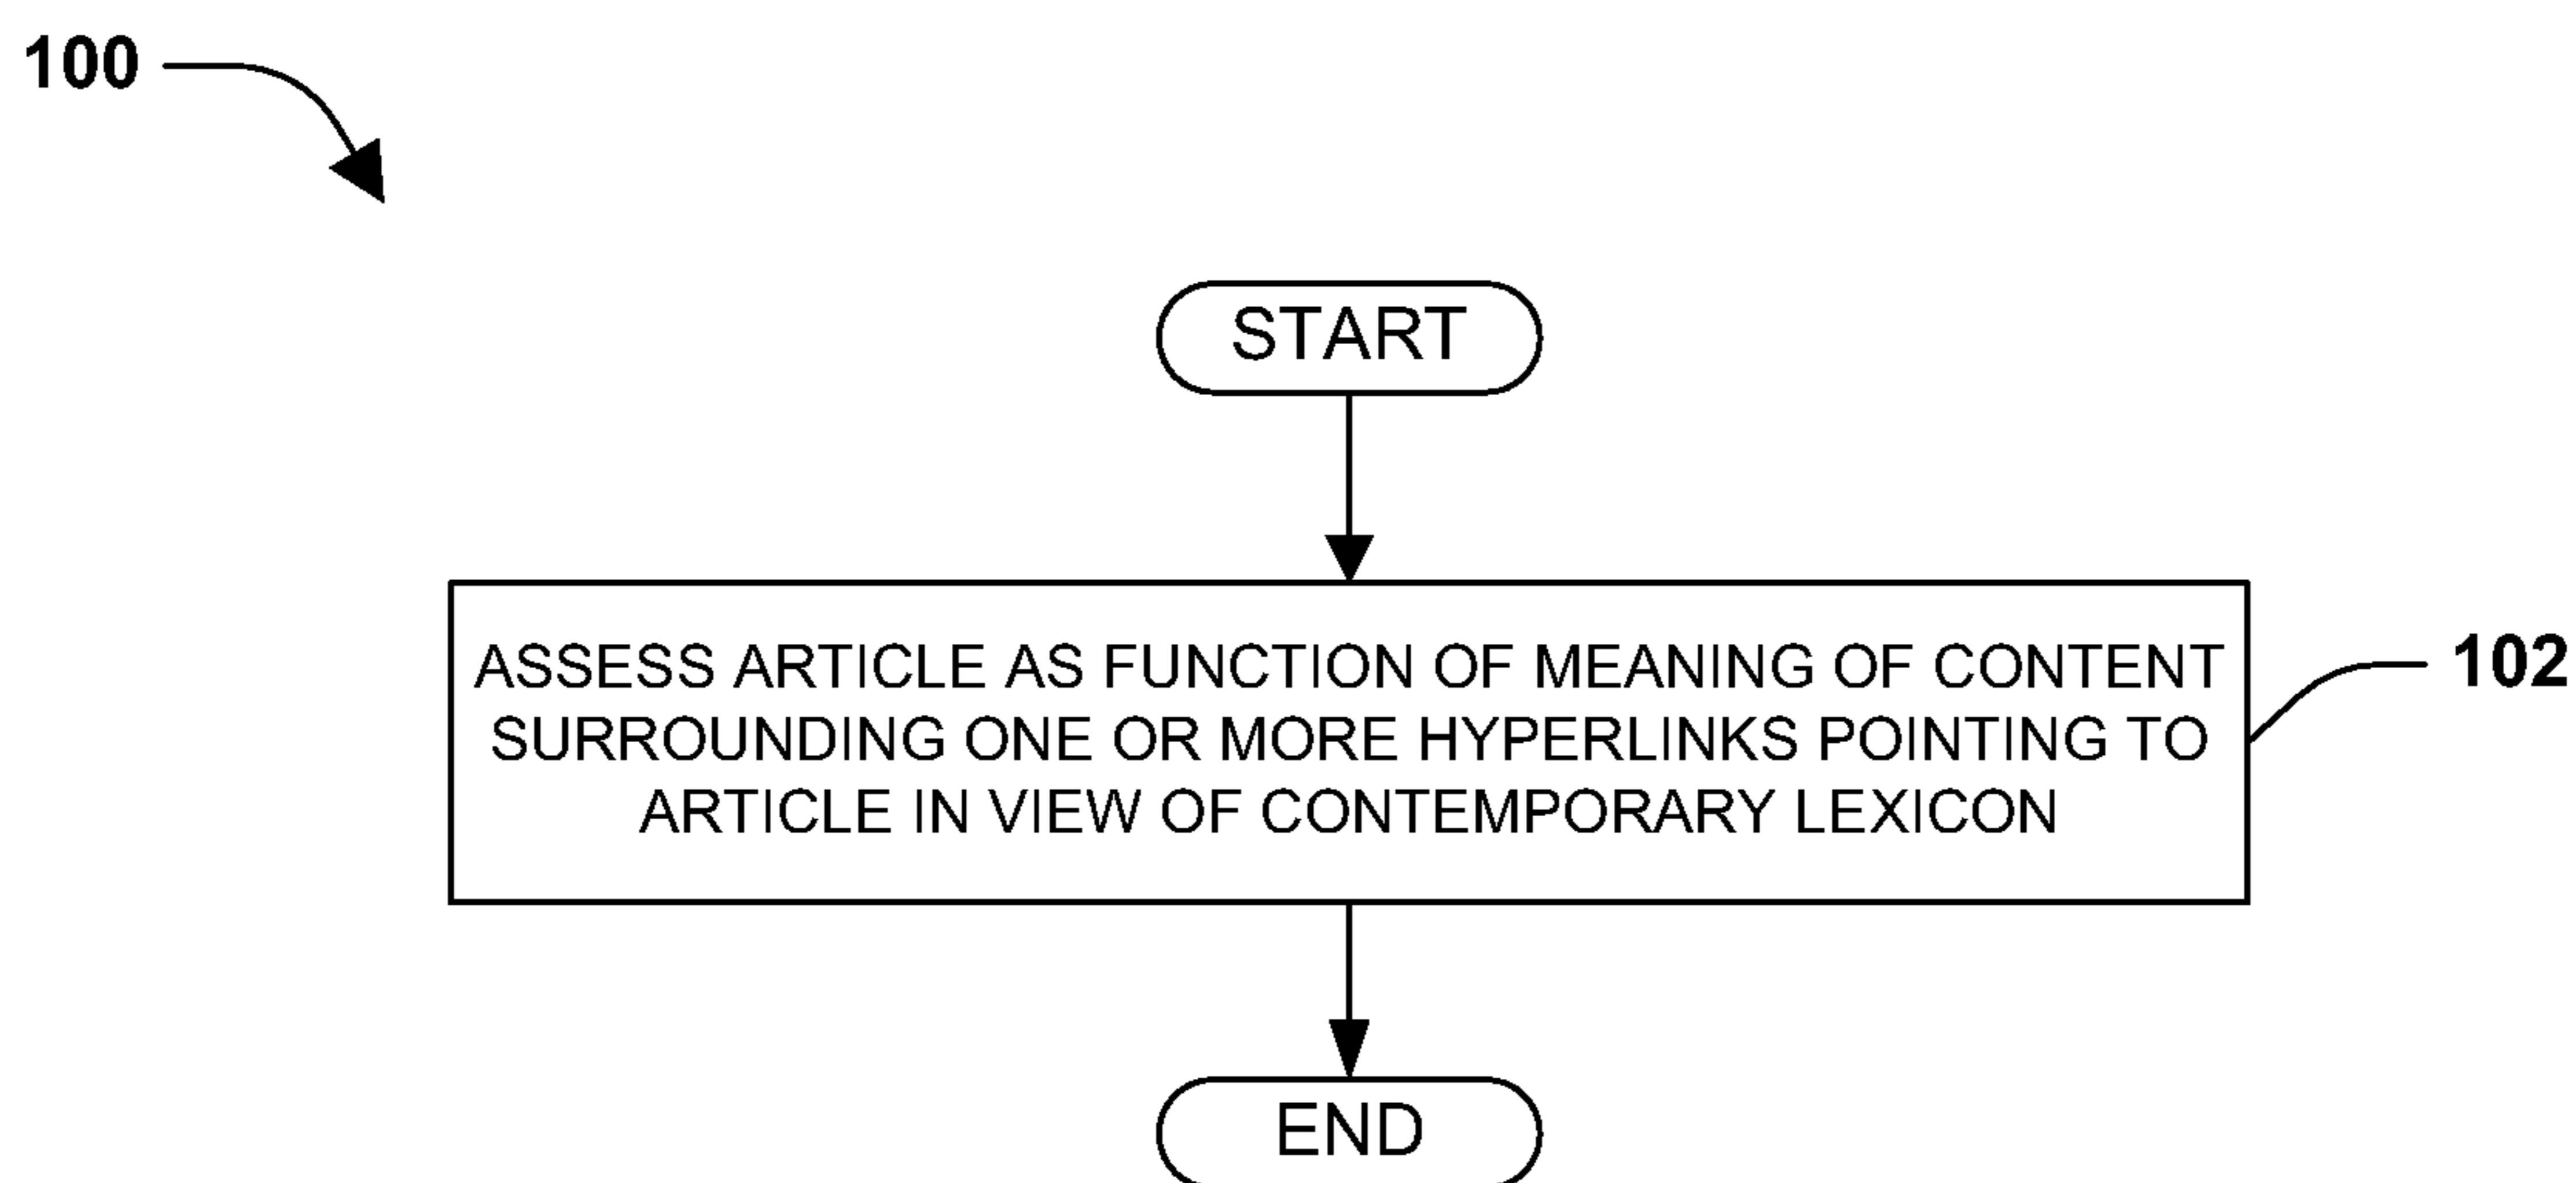 100
START
ASSESS ARTICLE AS FUNCTION OF MEANING OF CONTENT
SURROUNDING ONE OR MORE HYPERLINKS POINTING TO
ARTICLE IN VIEW OF CONTEMPORARY LEXICON
102
END